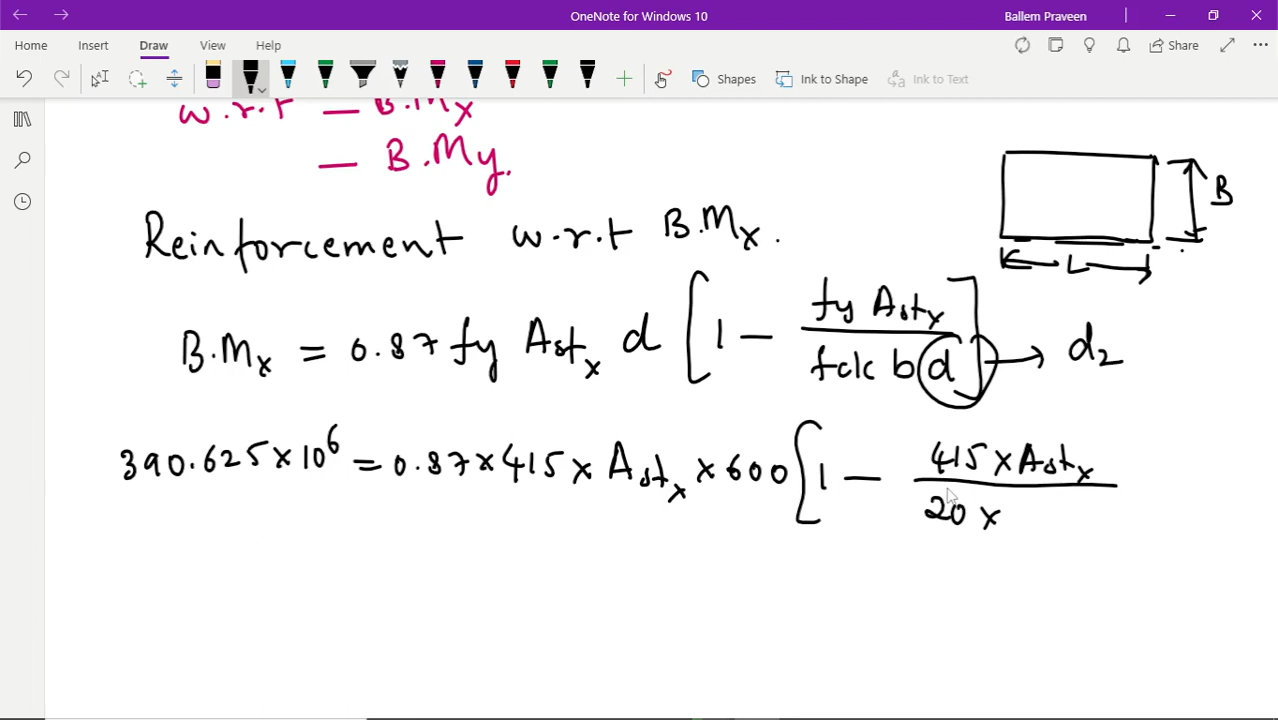 OneNote for Windows 10
Ballem Praveen
Home Insert Draw View Help
Share
Shapes Ink to Shape Ink to Text
w.r.t — B.Mx
— B.My.
Reinforcement w.r.t B.Mx.
B
L
B.Mx = 0.87 fy Astx d [1 — fy Astx / fck b d] → d2
390.625 x 10^6 = 0.87 x 415 x Astx x 600 [1 — 415 x Astx / 20 x